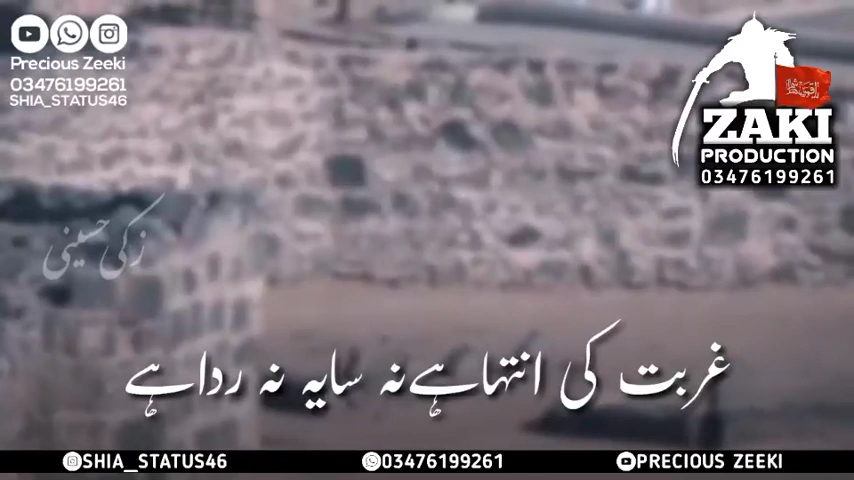 Precious Zeeki
03476199261
SHIA_STATUS46
ZAKI
PRODUCTION
03476199261
زکی حسینی
غربت کی انتہا ہے نہ سایہ نہ ردا ہے
SHIA_STATUS46
03476199261
PRECIOUS ZEEKI